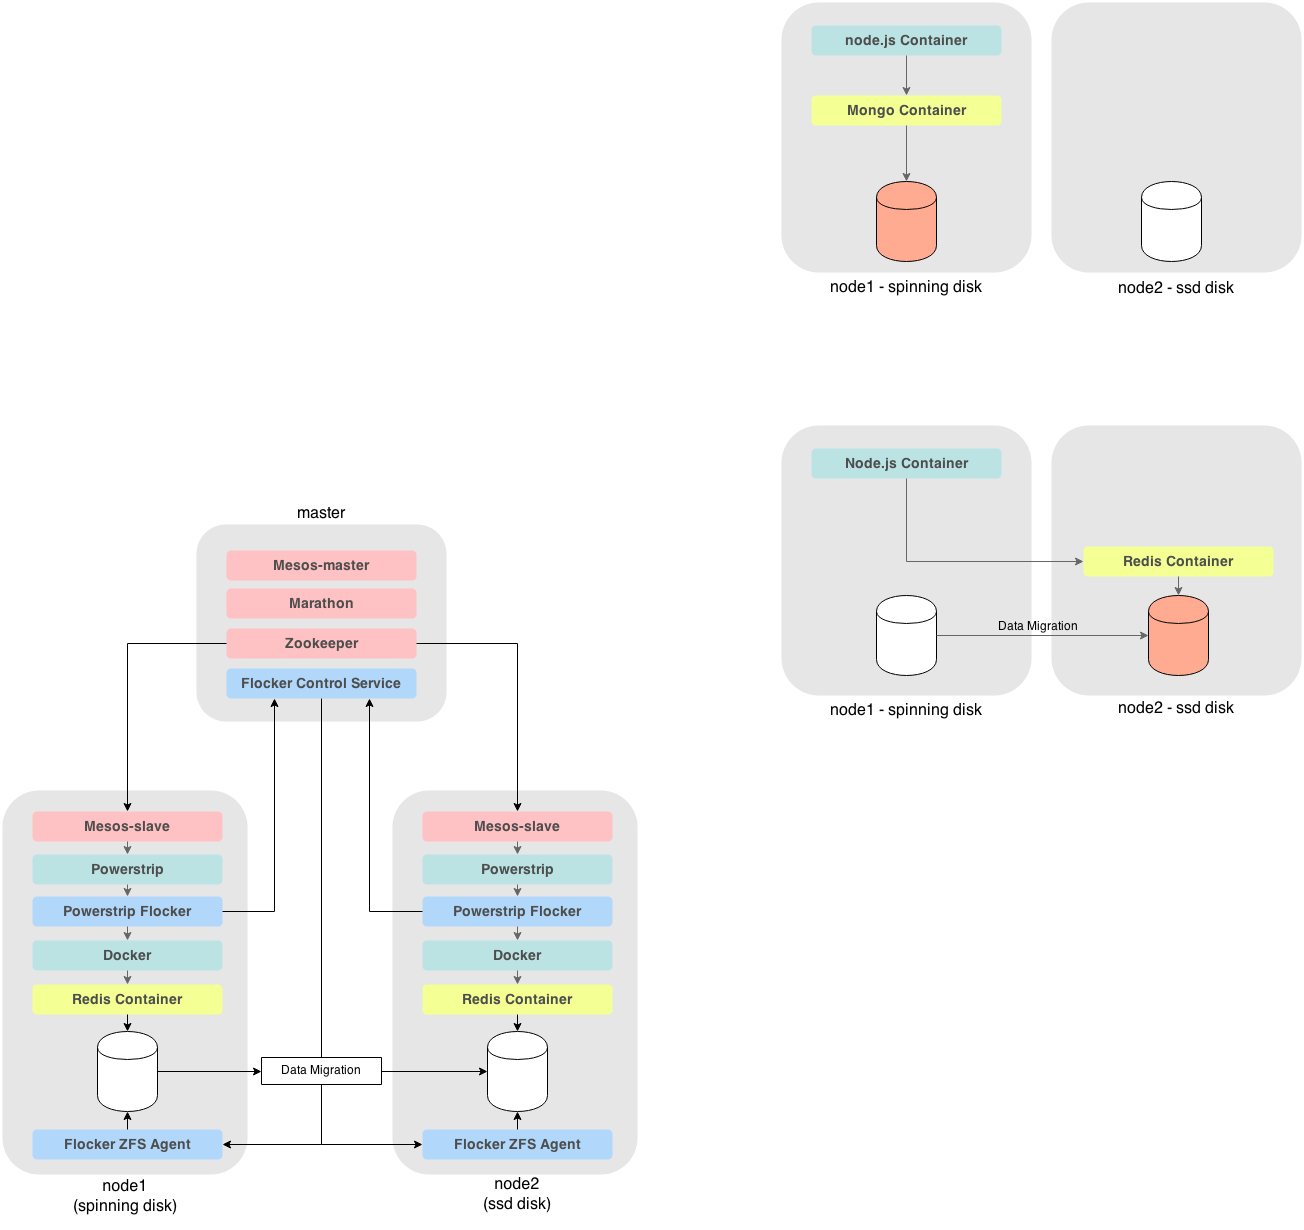 node.js Container
Mongo Container
node1 - spinning disk
node2 - ssd disk
Node.js Container
Redis Container
Data Migration
node1 - spinning disk
node2 - ssd disk
master
Mesos-master
Marathon
Zookeeper
Flocker Control Service
Mesos-slave
Powerstrip
Powerstrip Flocker
Docker
Redis Container
Flocker ZFS Agent
node1
(spinning disk)
Data Migration
Mesos-slave
Powerstrip
Powerstrip Flocker
Docker
Redis Container
Flocker ZFS Agent
node2
(ssd disk)